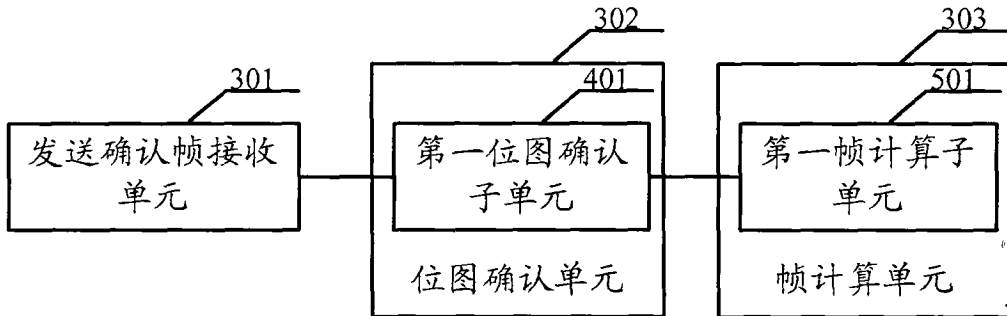 302
303
301
401
501
发送确认帧接收
单元
第一位图确认
子单元
第一帧计算子
单元
位图确认单元
帧计算单元